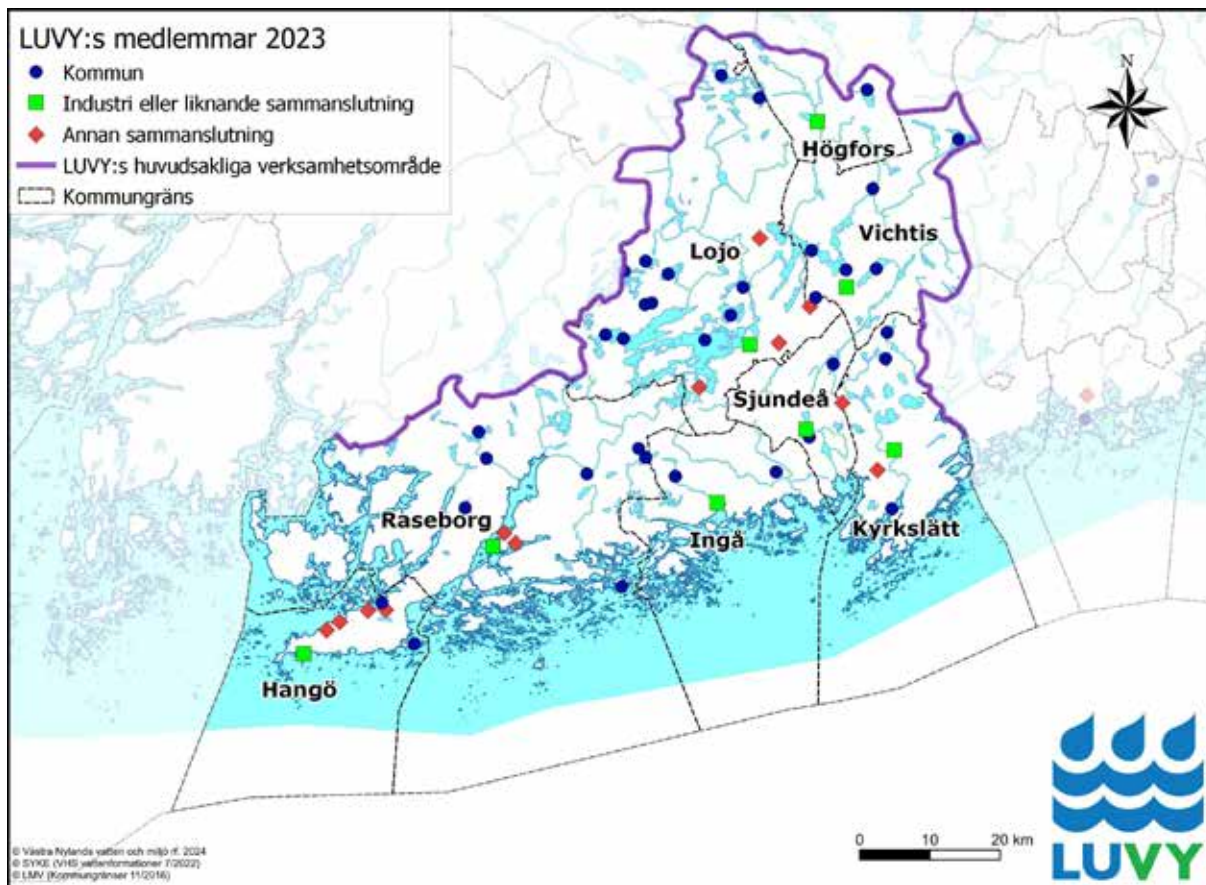 LUVY:s medlemmar 2023
Kommun
Industri eller liknande sammanslutning
Annan sammanslutning
LUVY:s huvudsakliga verksamhetsområde
Kommungräns
N
Högfors
Vichtis
Lojo
Sjundeå
Raseborg
Ingå
Kyrkslätt
Hangö
0 10 20 km
LUVY
© Västra Nylands vatten och miljö rf. 2024
© SYKE (VHS vattenformationer 7/2022)
© LMV (Kommungränser 11/2016)